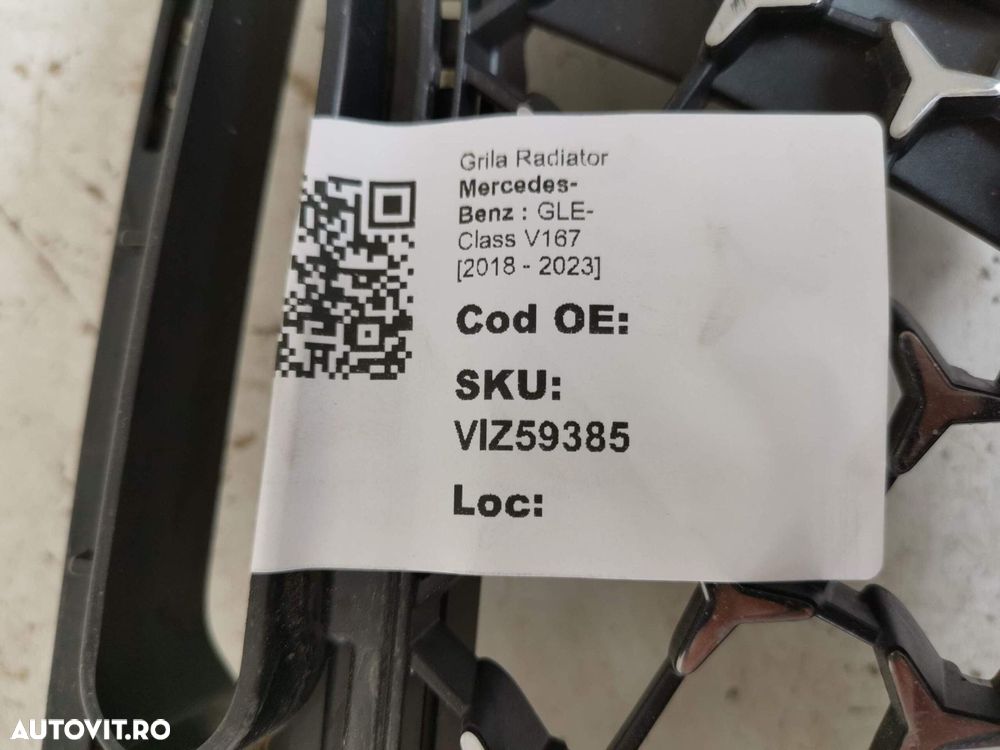 Grila Radiator
Mercedes-
Benz : GLE-
Class V167
[2018 - 2023]
Cod OE:
SKU:
VIZ59385
Loc:
AUTOVIT.RO